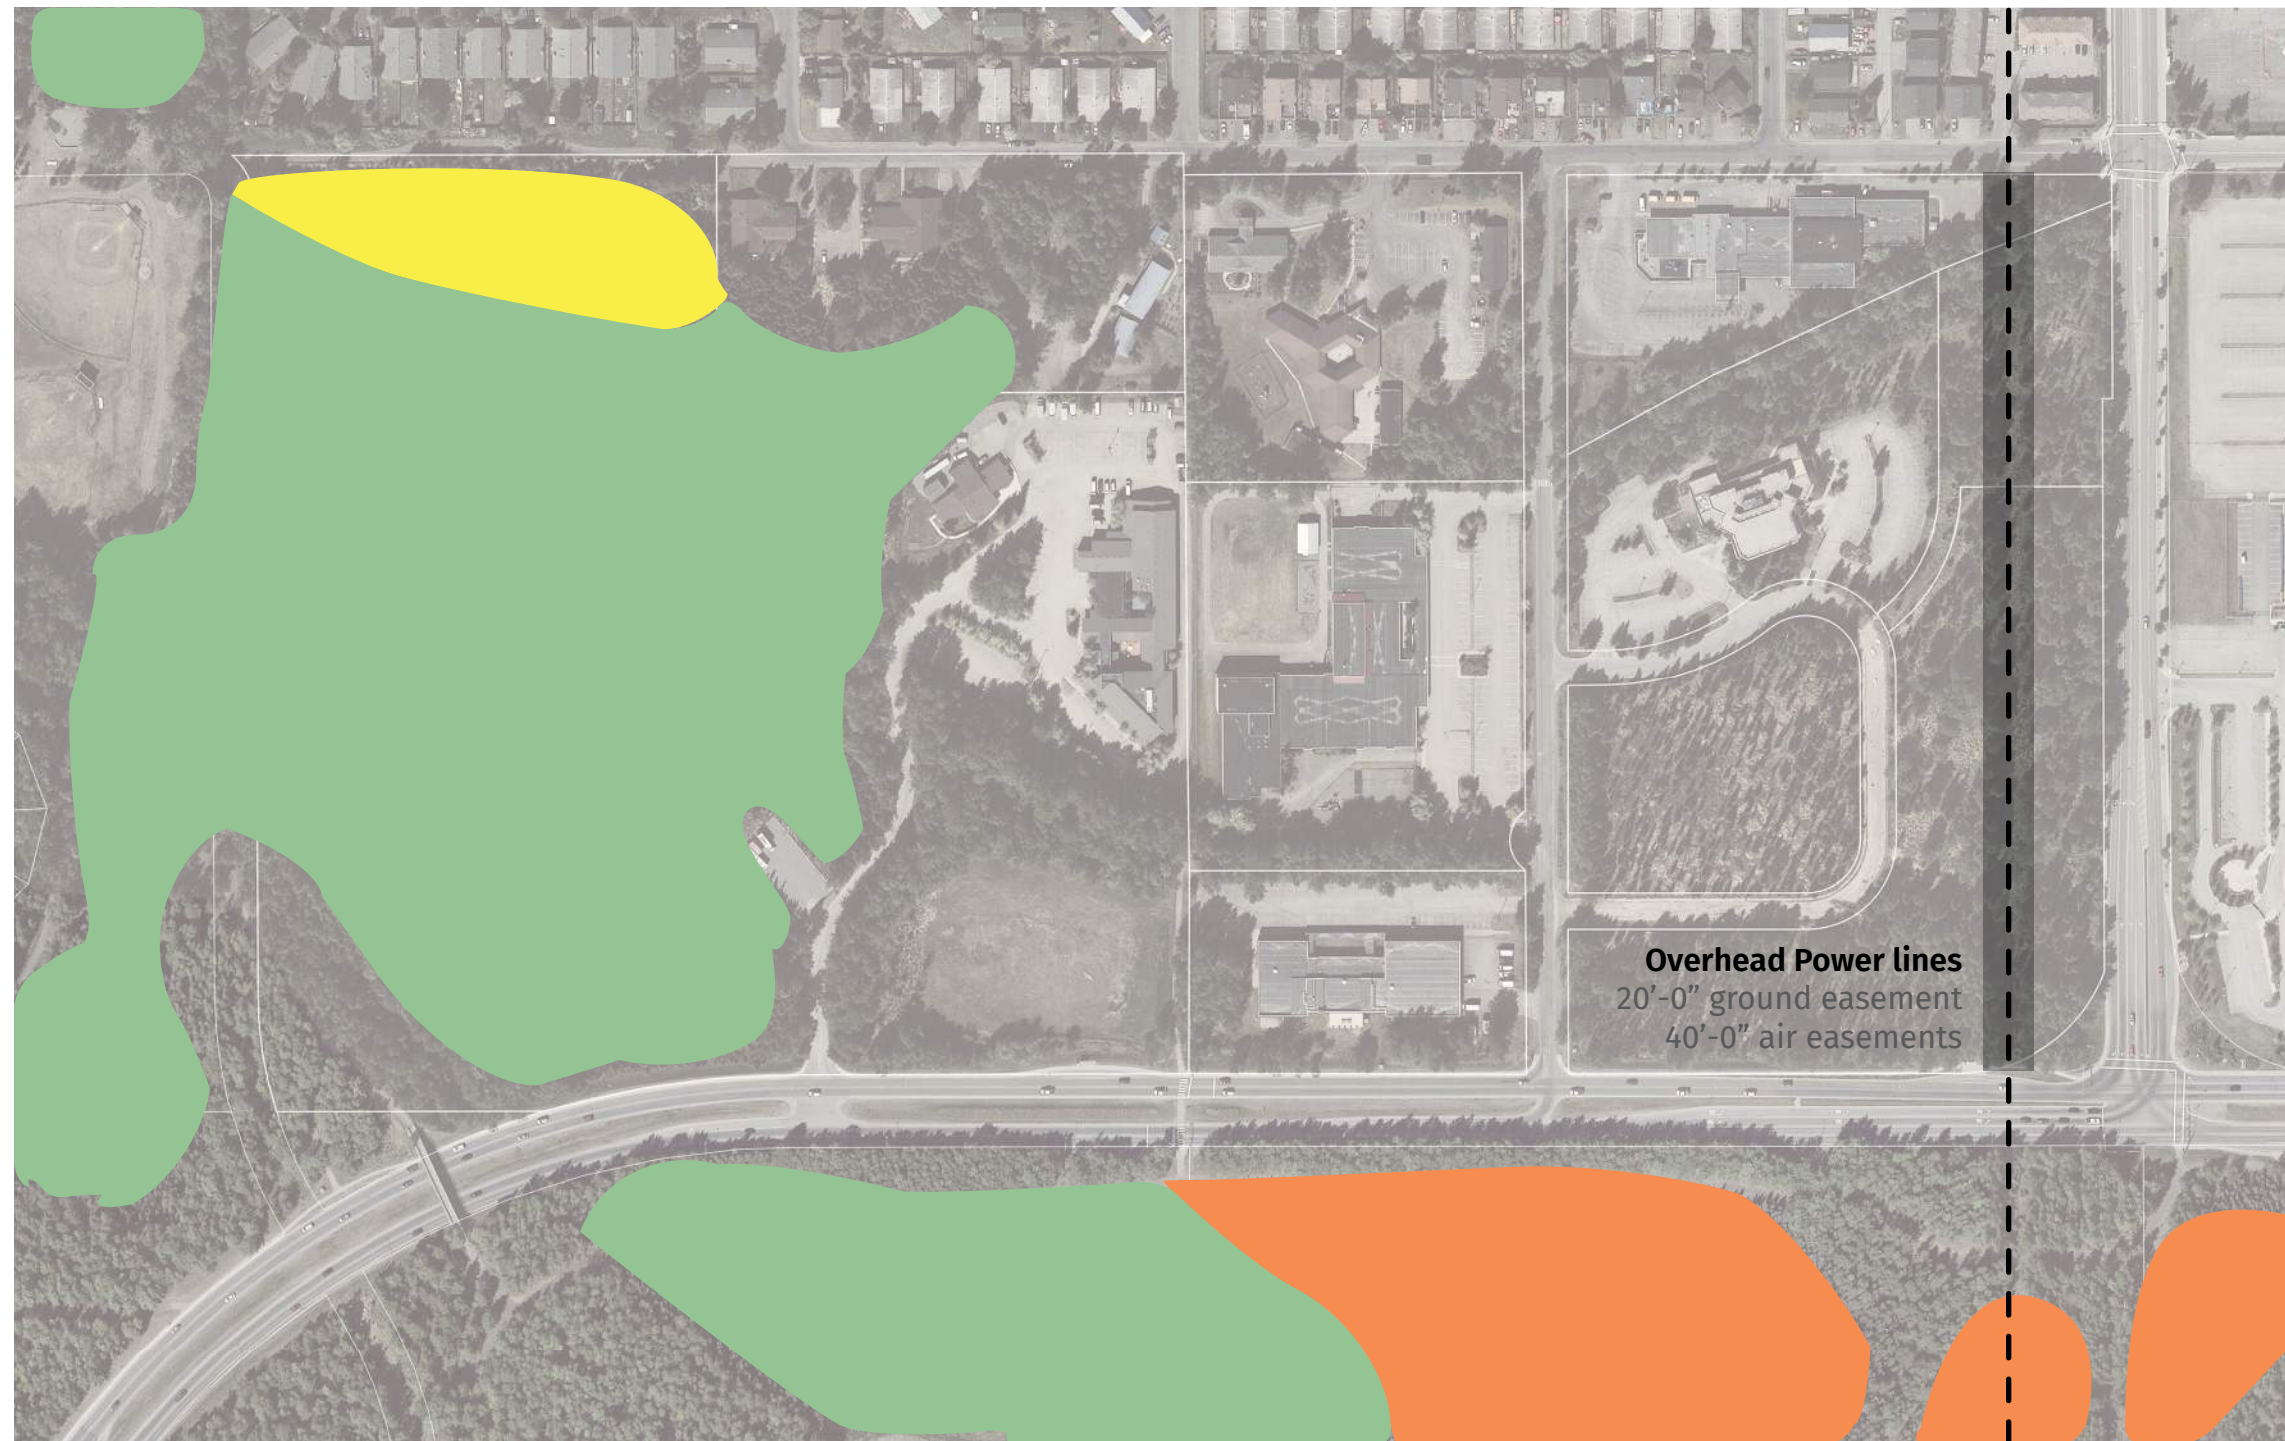 Overhead Power lines
20’-0” ground easement
40’-0” air easements